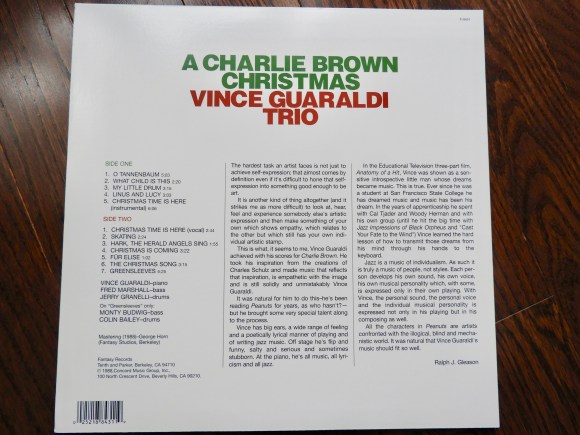 A CHARLIE BROWN
CHRISTMAS
VINCE GUARALDI
TRIO
SIDE ONE
1. O TANNENBAUM
2. WHAT CHILD IS THIS
3. MY LITTLE DRUM
4. LINUS AND LUCY
5. CHRISTMAS TIME IS HERE
(instrumental)
SIDE TWO
1. CHRISTMAS TIME IS HERE (vocal)
2. SKATING
3. HARK, THE HERALD ANGELS SING
4. CHRISTMAS IS COMING
5. FÜR ELISE
6. THE CHRISTMAS SONG
7. GREENSLEEVES
VINCE GUARALDI-piano
FRED MARSHALL-bass
JERRY GRANELLI-drums
On "Greensleeves" only:
MONTY BUDWIG-bass
COLIN BAILEY-drums
Mastering (1988)-George Horn
(Fantasy Studios, Berkeley)
Fantasy Records
Tenth and Parker, Berkeley, CA 94710
Concord Music Group, Inc.,
100 North Crescent Drive, Beverly Hills, CA 90210.
The hardest task an artist faces is not just to
achieve self-expression; that almost comes by
definition even if it's difficult to hone that self-
expression into something good enough to be
art.
It is another kind of thing altogether (and it
strikes me as more difficult) to look at, hear,
feel and experience somebody else's artistic
expression and then make something of your
own which shows empathy, which relates to
the other but which still has your own indi-
vidual artistic stamp.
This is what, it seems to me, Vince Guaraldi
achieved with his scores for Charlie Brown. He
took his inspiration from the creations of
Charles Schulz and made music that reflects
that inspiration, is empathic with the image
and is still solidly and unmistakably Vince
Guaraldi.
It was natural for him to do this-he's been
reading Peanuts for years, as who hasn't?-
but he brought some very special talent along
to the process.
Vince has big ears, a wide range of feeling
and a poetically lyrical manner of playing and
of writing jazz music. Off stage he's flip and
funny, salty and serious and sometimes
stubborn. At the piano, he's all music, all lyri-
cism and all jazz.
In the Educational Television three-part film,
Anatomy of a Hit, Vince was shown as a sen-
sitive introspective little man whose dreams
became music. This is true. Ever since he was
a student at San Francisco State College he
has dreamed music and music has been his
dream. In the years of apprenticeship he spent
with Cal Tjader and Woody Herman and with
his own group (until he hit the big time with
Jazz Impressions of Black Orpheus and "Cast
Your Fate to the Wind") Vince learned the hard
lesson of how to transmit those dreams from
his mind through his hands to the
keyboard.
Jazz is a music of individualism. As such it
is truly a music of people, not styles. Each per-
son develops his own sound, his own voice,
his own musical personality which, with some,
is expressed only in their own playing. With
Vince, the personal sound, the personal voice
and the individual musical personality is
expressed not only in his playing but in his
composing as well.
All the characters in Peanuts are artists
confronted with the illogical, the blind and mech-
anistic world. It was natural that Vince Guaraldi's
music should fit so well.
Ralph J. Gleason